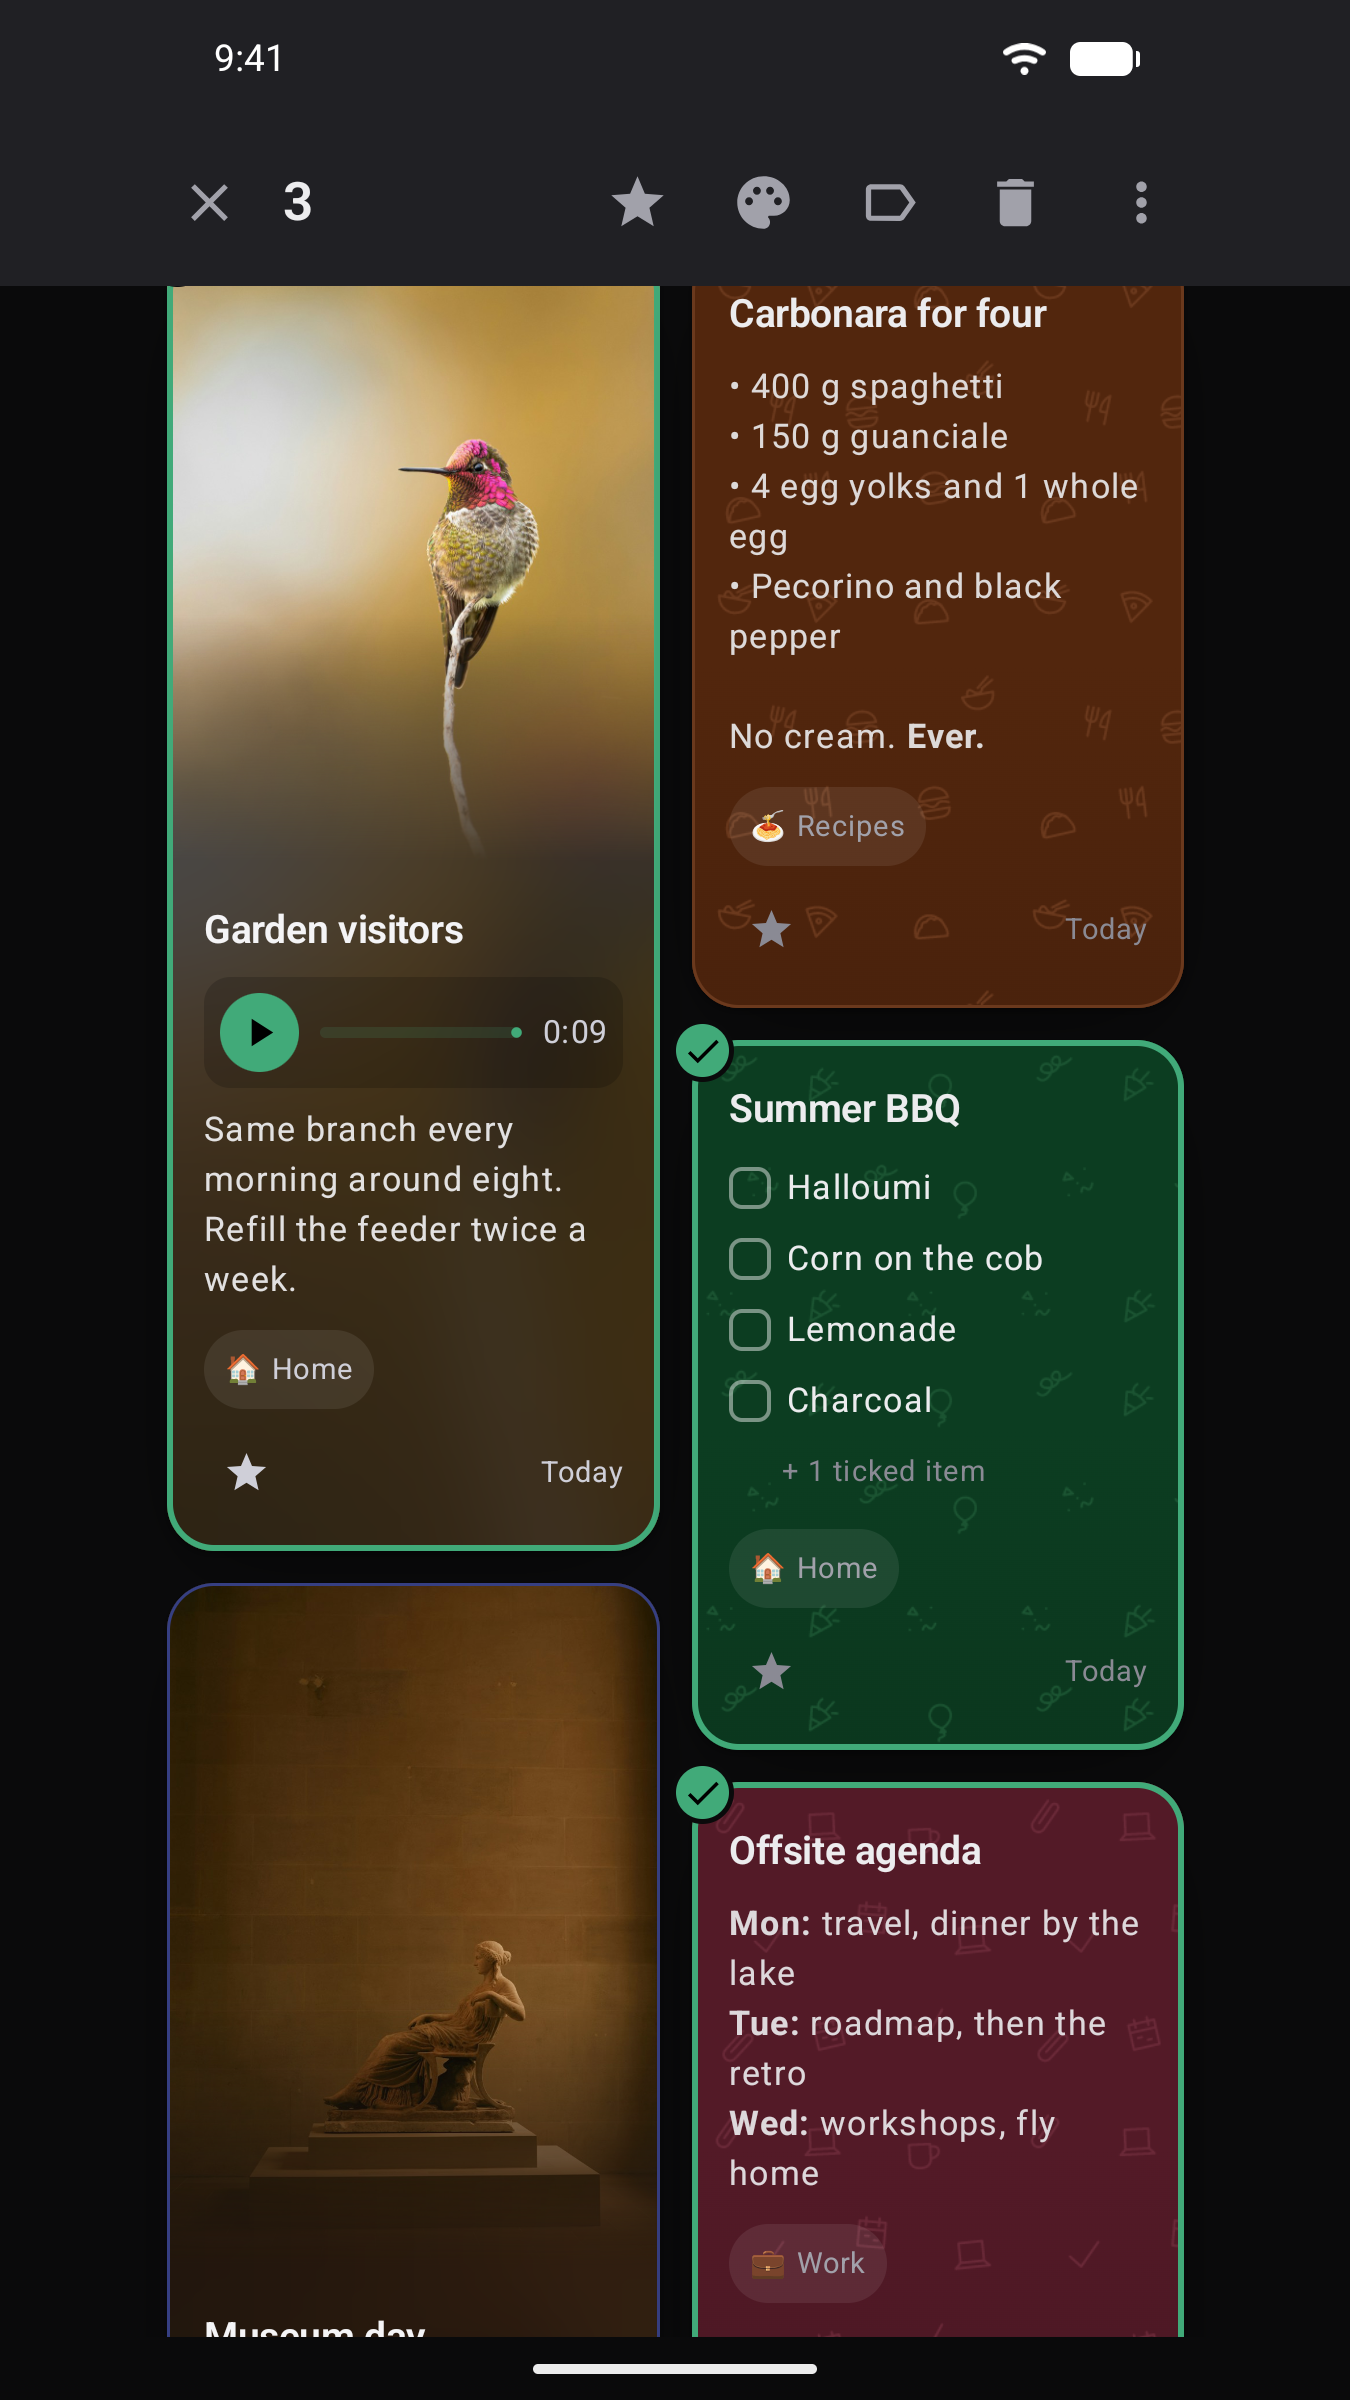 9:41
3
Garden visitors
0:09
Same branch every
morning around eight.
Refill the feeder twice a
week.
Home
Today
Museum day
Carbonara for four
• 400 g spaghetti
• 150 g guanciale
• 4 egg yolks and 1 whole
egg
• Pecorino and black
pepper
No cream. Ever.
Recipes
Today
Summer BBQ
Halloumi
Corn on the cob
Lemonade
Charcoal
+ 1 ticked item
Home
Today
Offsite agenda
Mon: travel, dinner by the
lake
Tue: roadmap, then the
retro
Wed: workshops, fly
home
Work